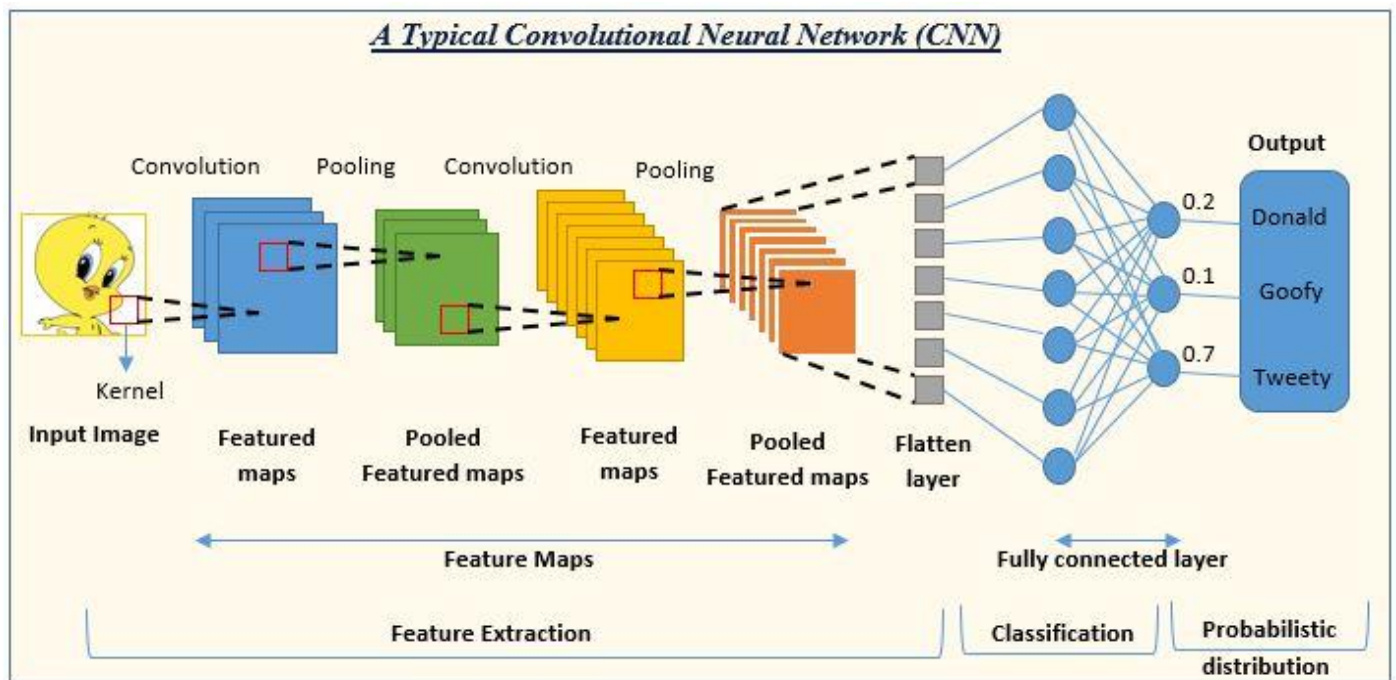 A Typical Convolutional Neural Network (CNN)
Convolution
Pooling
Convolution
Pooling
Output
0.2
Donald
0.1
Goofy
0.7
Tweety
Kernel
Input Image
Featured
maps
Pooled
Featured maps
Featured
maps
Pooled
Featured maps
Flatten
layer
Feature Maps
Fully connected layer
Feature Extraction
Classification
Probabilistic
distribution